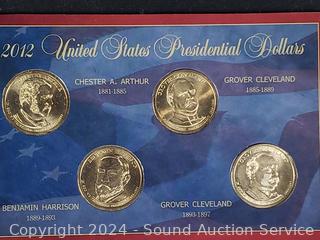 2012 United States Presidential Dollars
CHESTER A. ARTHUR
1881-1885
GROVER CLEVELAND
1885-1889
BENJAMIN HARRISON
1889-1893
GROVER CLEVELAND
1893-1897
Copyright 2024 - Sound Auction Service